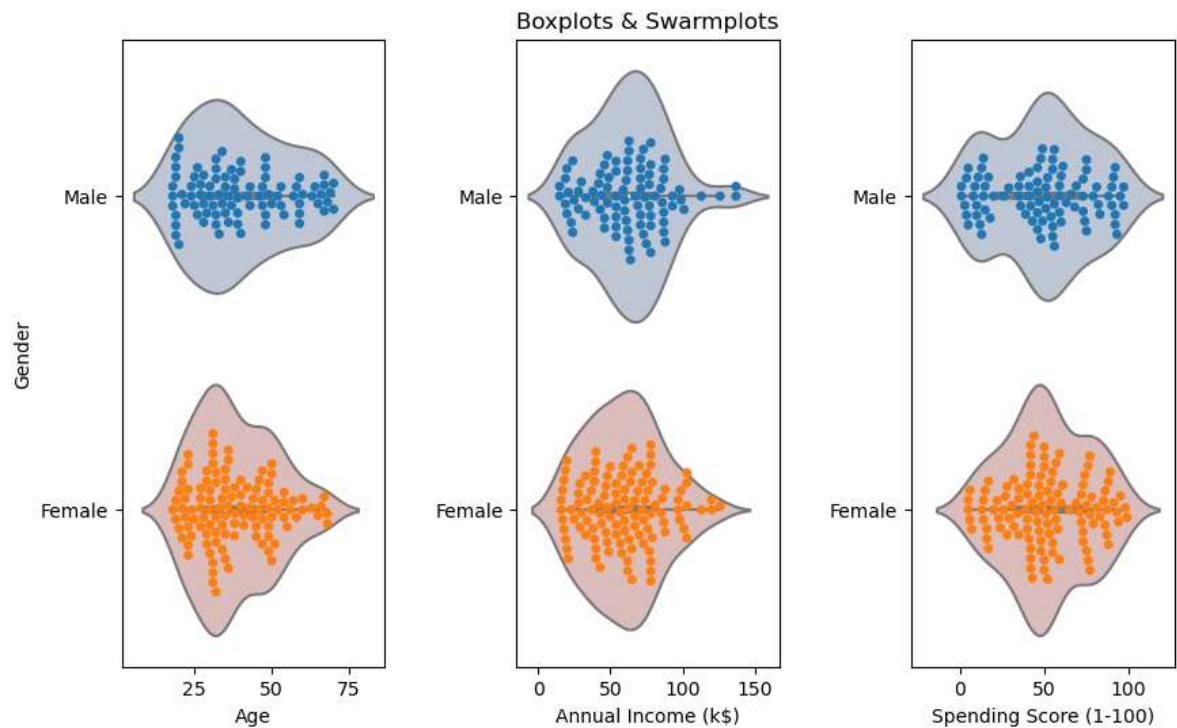 Boxplots & Swarmplots
Gender
Male
Female
25 50 75
Age
Male
Female
0 50 100 150
Annual Income (k$)
Male
Female
0 50 100
Spending Score (1-100)